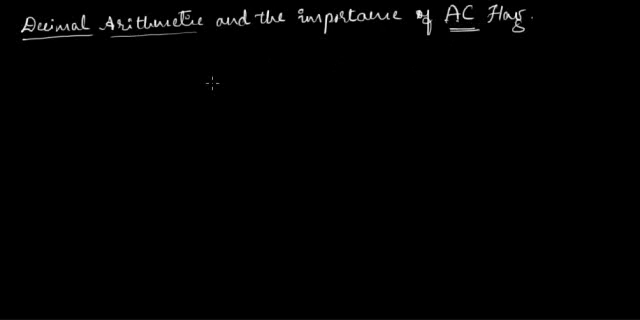 Decimal Arithmetic and the importance of AC Flag.